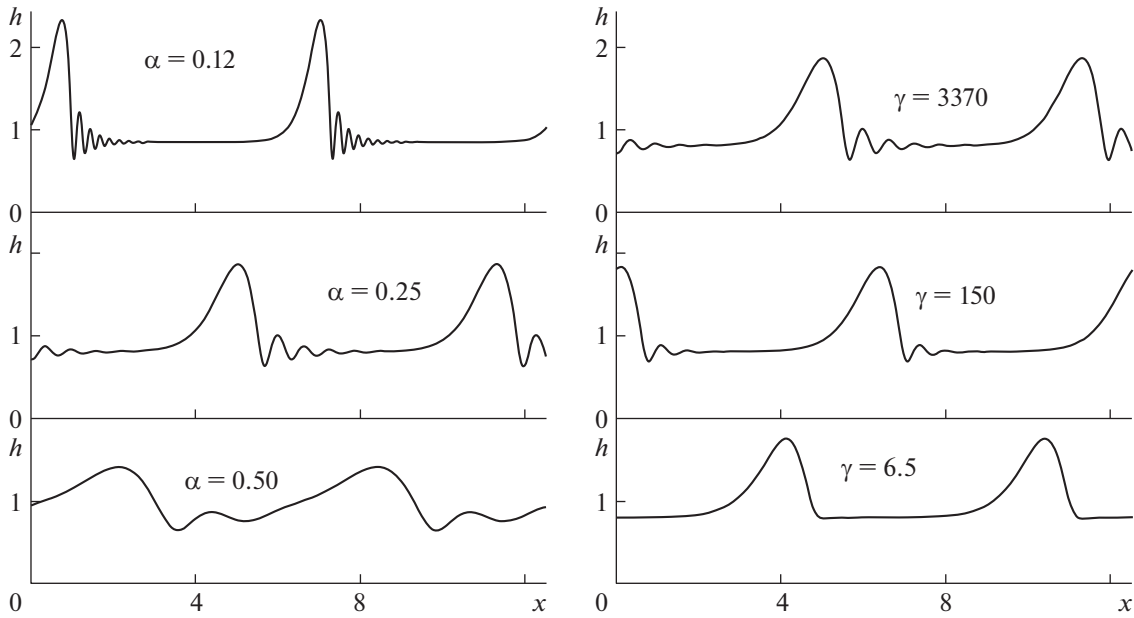 h
2
α = 0.12
1
0
h
α = 0.25
1
0
h
α = 0.50
1
0 4 8 x
h
2
γ = 3370
1
0
h
γ = 150
1
0
h
γ = 6.5
1
0 4 8 x